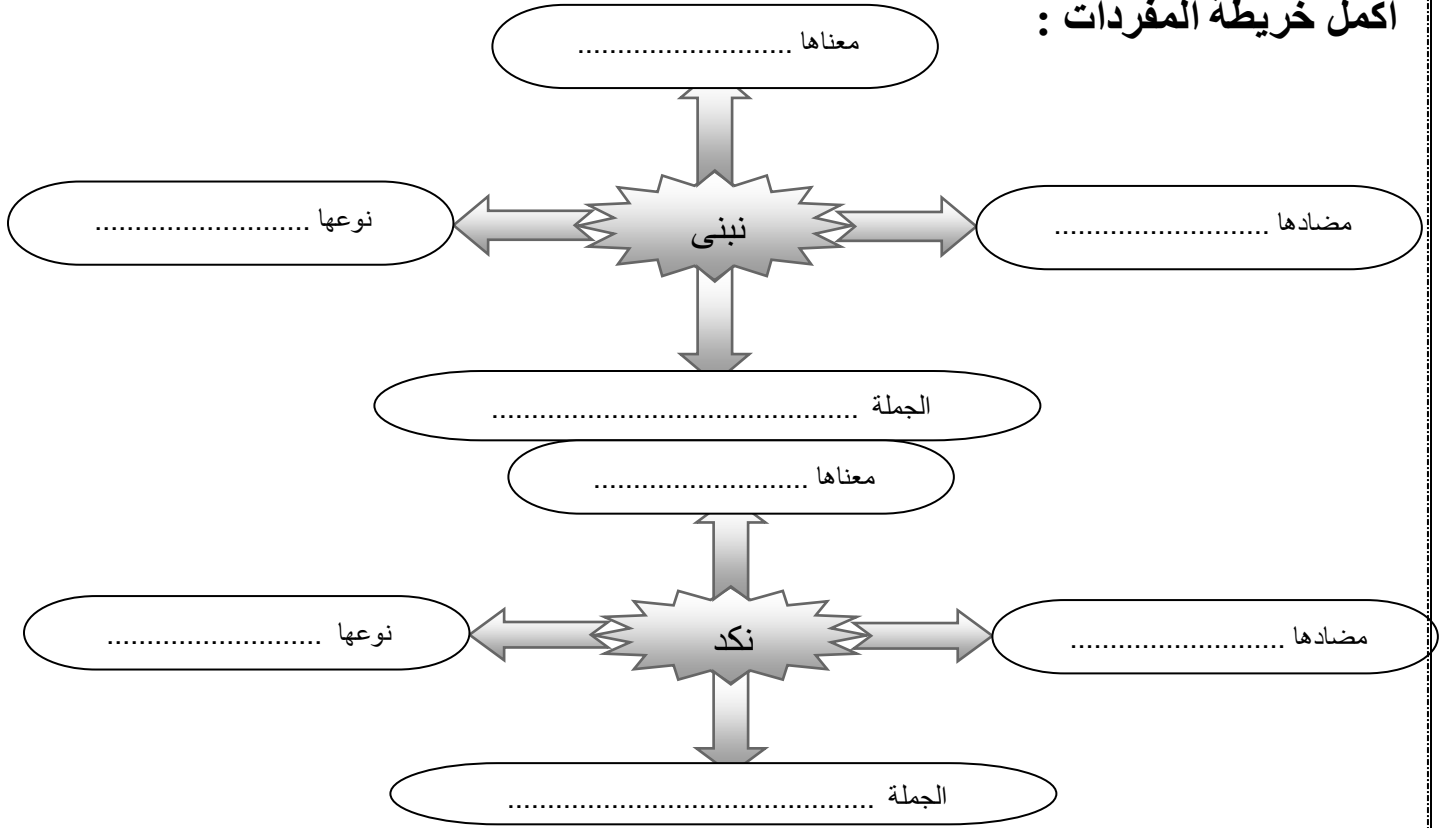 اكمل خريطة المفردات :
معناها ...........................
مضادها ...........................
نبنى
نوعها ...........................
الجملة ..............................................
معناها ...........................
مضادها ...........................
نكد
نوعها ...........................
الجملة ..............................................